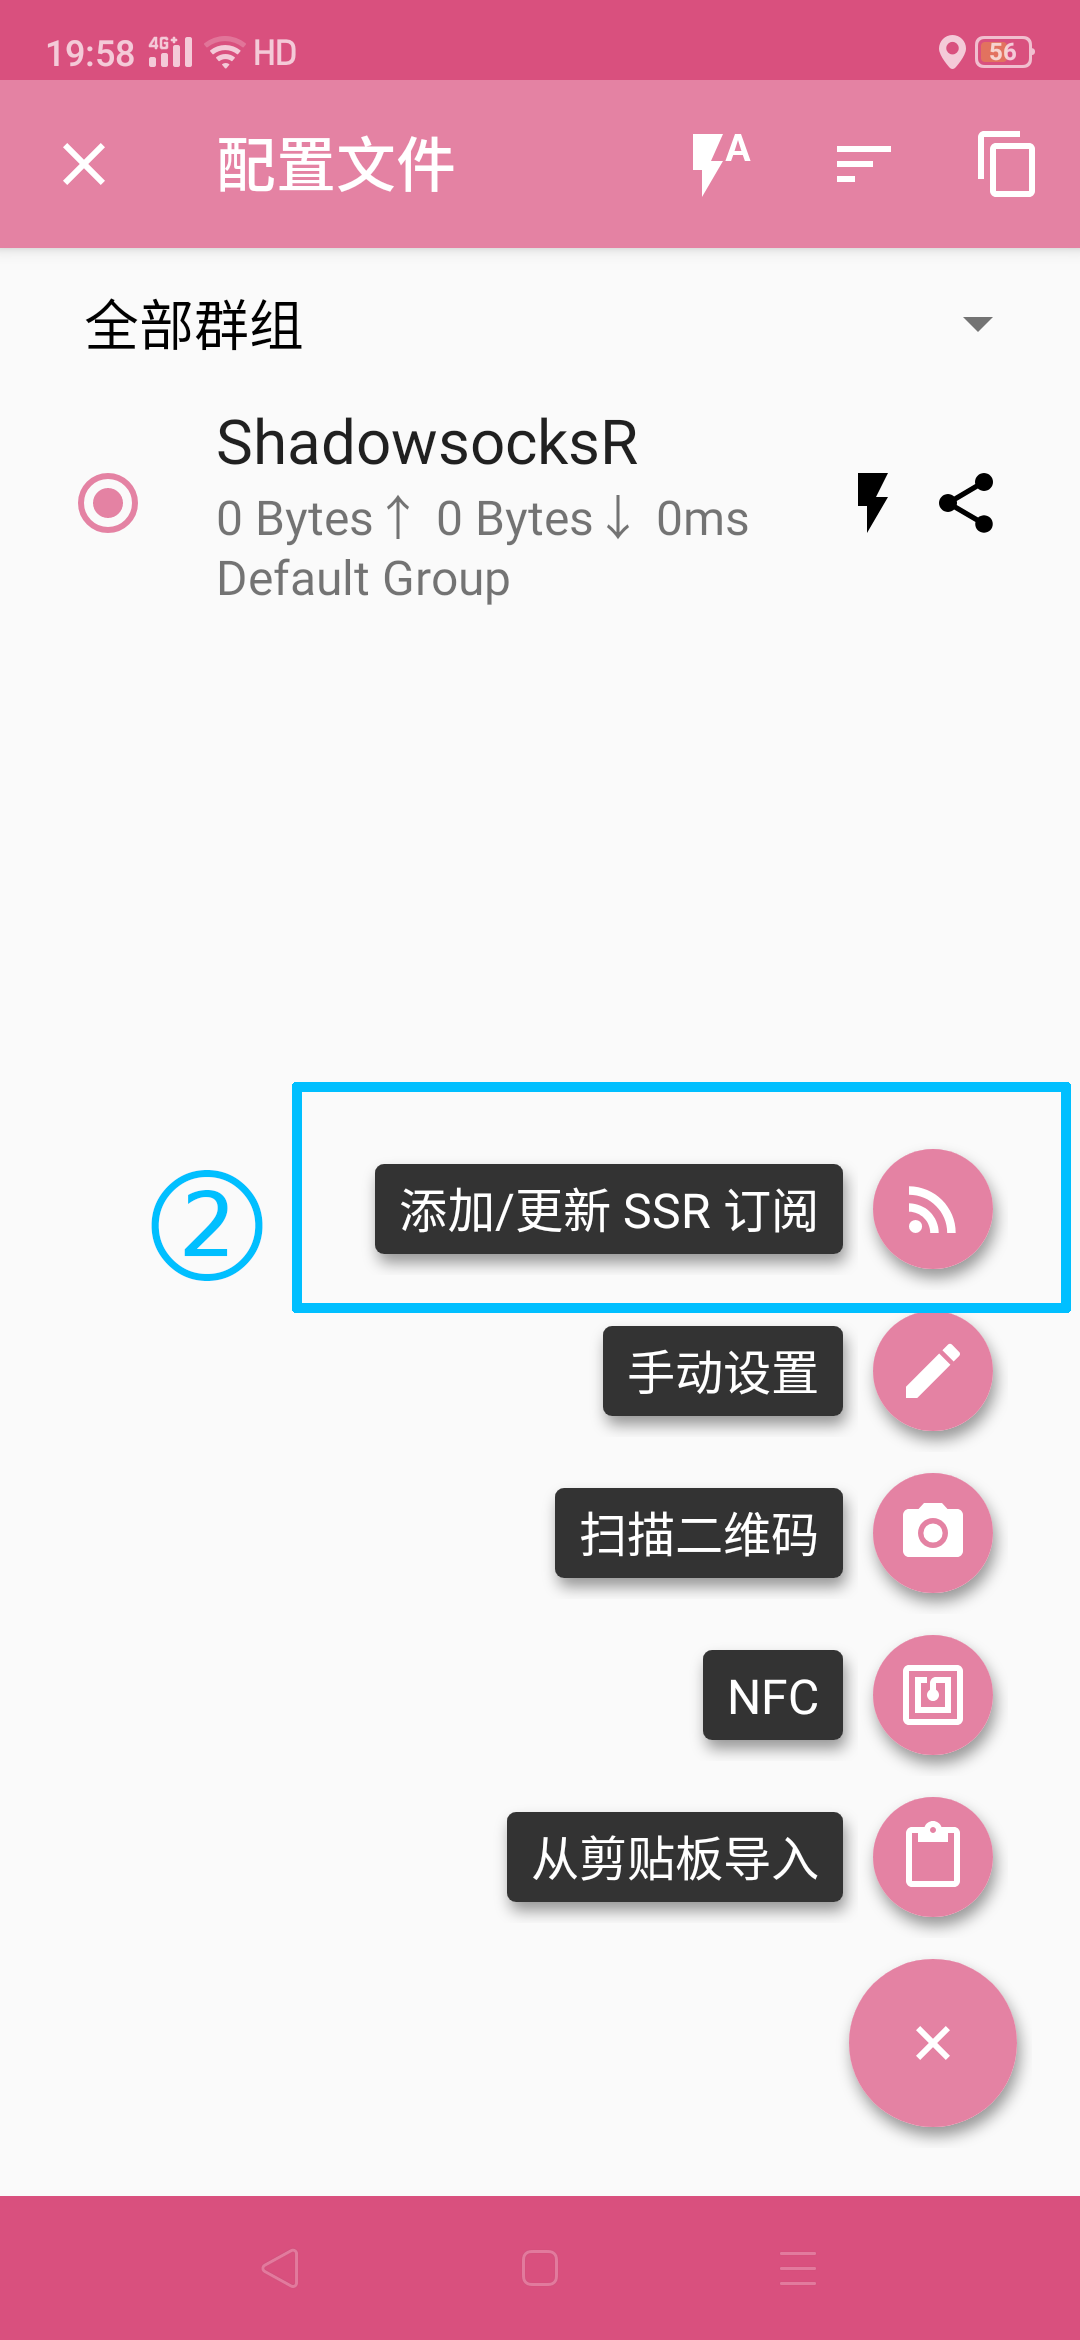 19:58 4G+ HD 56
配置文件 A
全部群组
ShadowsocksR
0 Bytes↑ 0 Bytes↓ 0ms
Default Group
② 添加/更新 SSR 订阅
手动设置
扫描二维码
NFC
从剪贴板导入